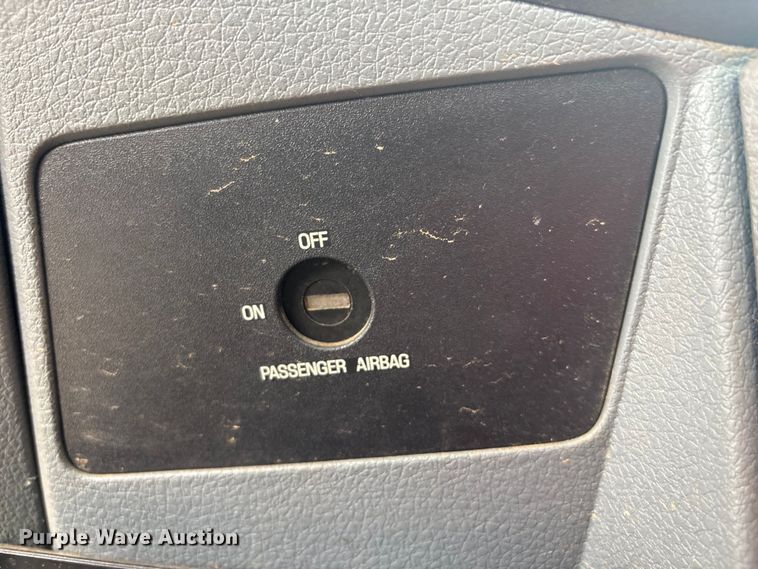 OFF
ON
PASSENGER AIRBAG
Purple Wave Auction